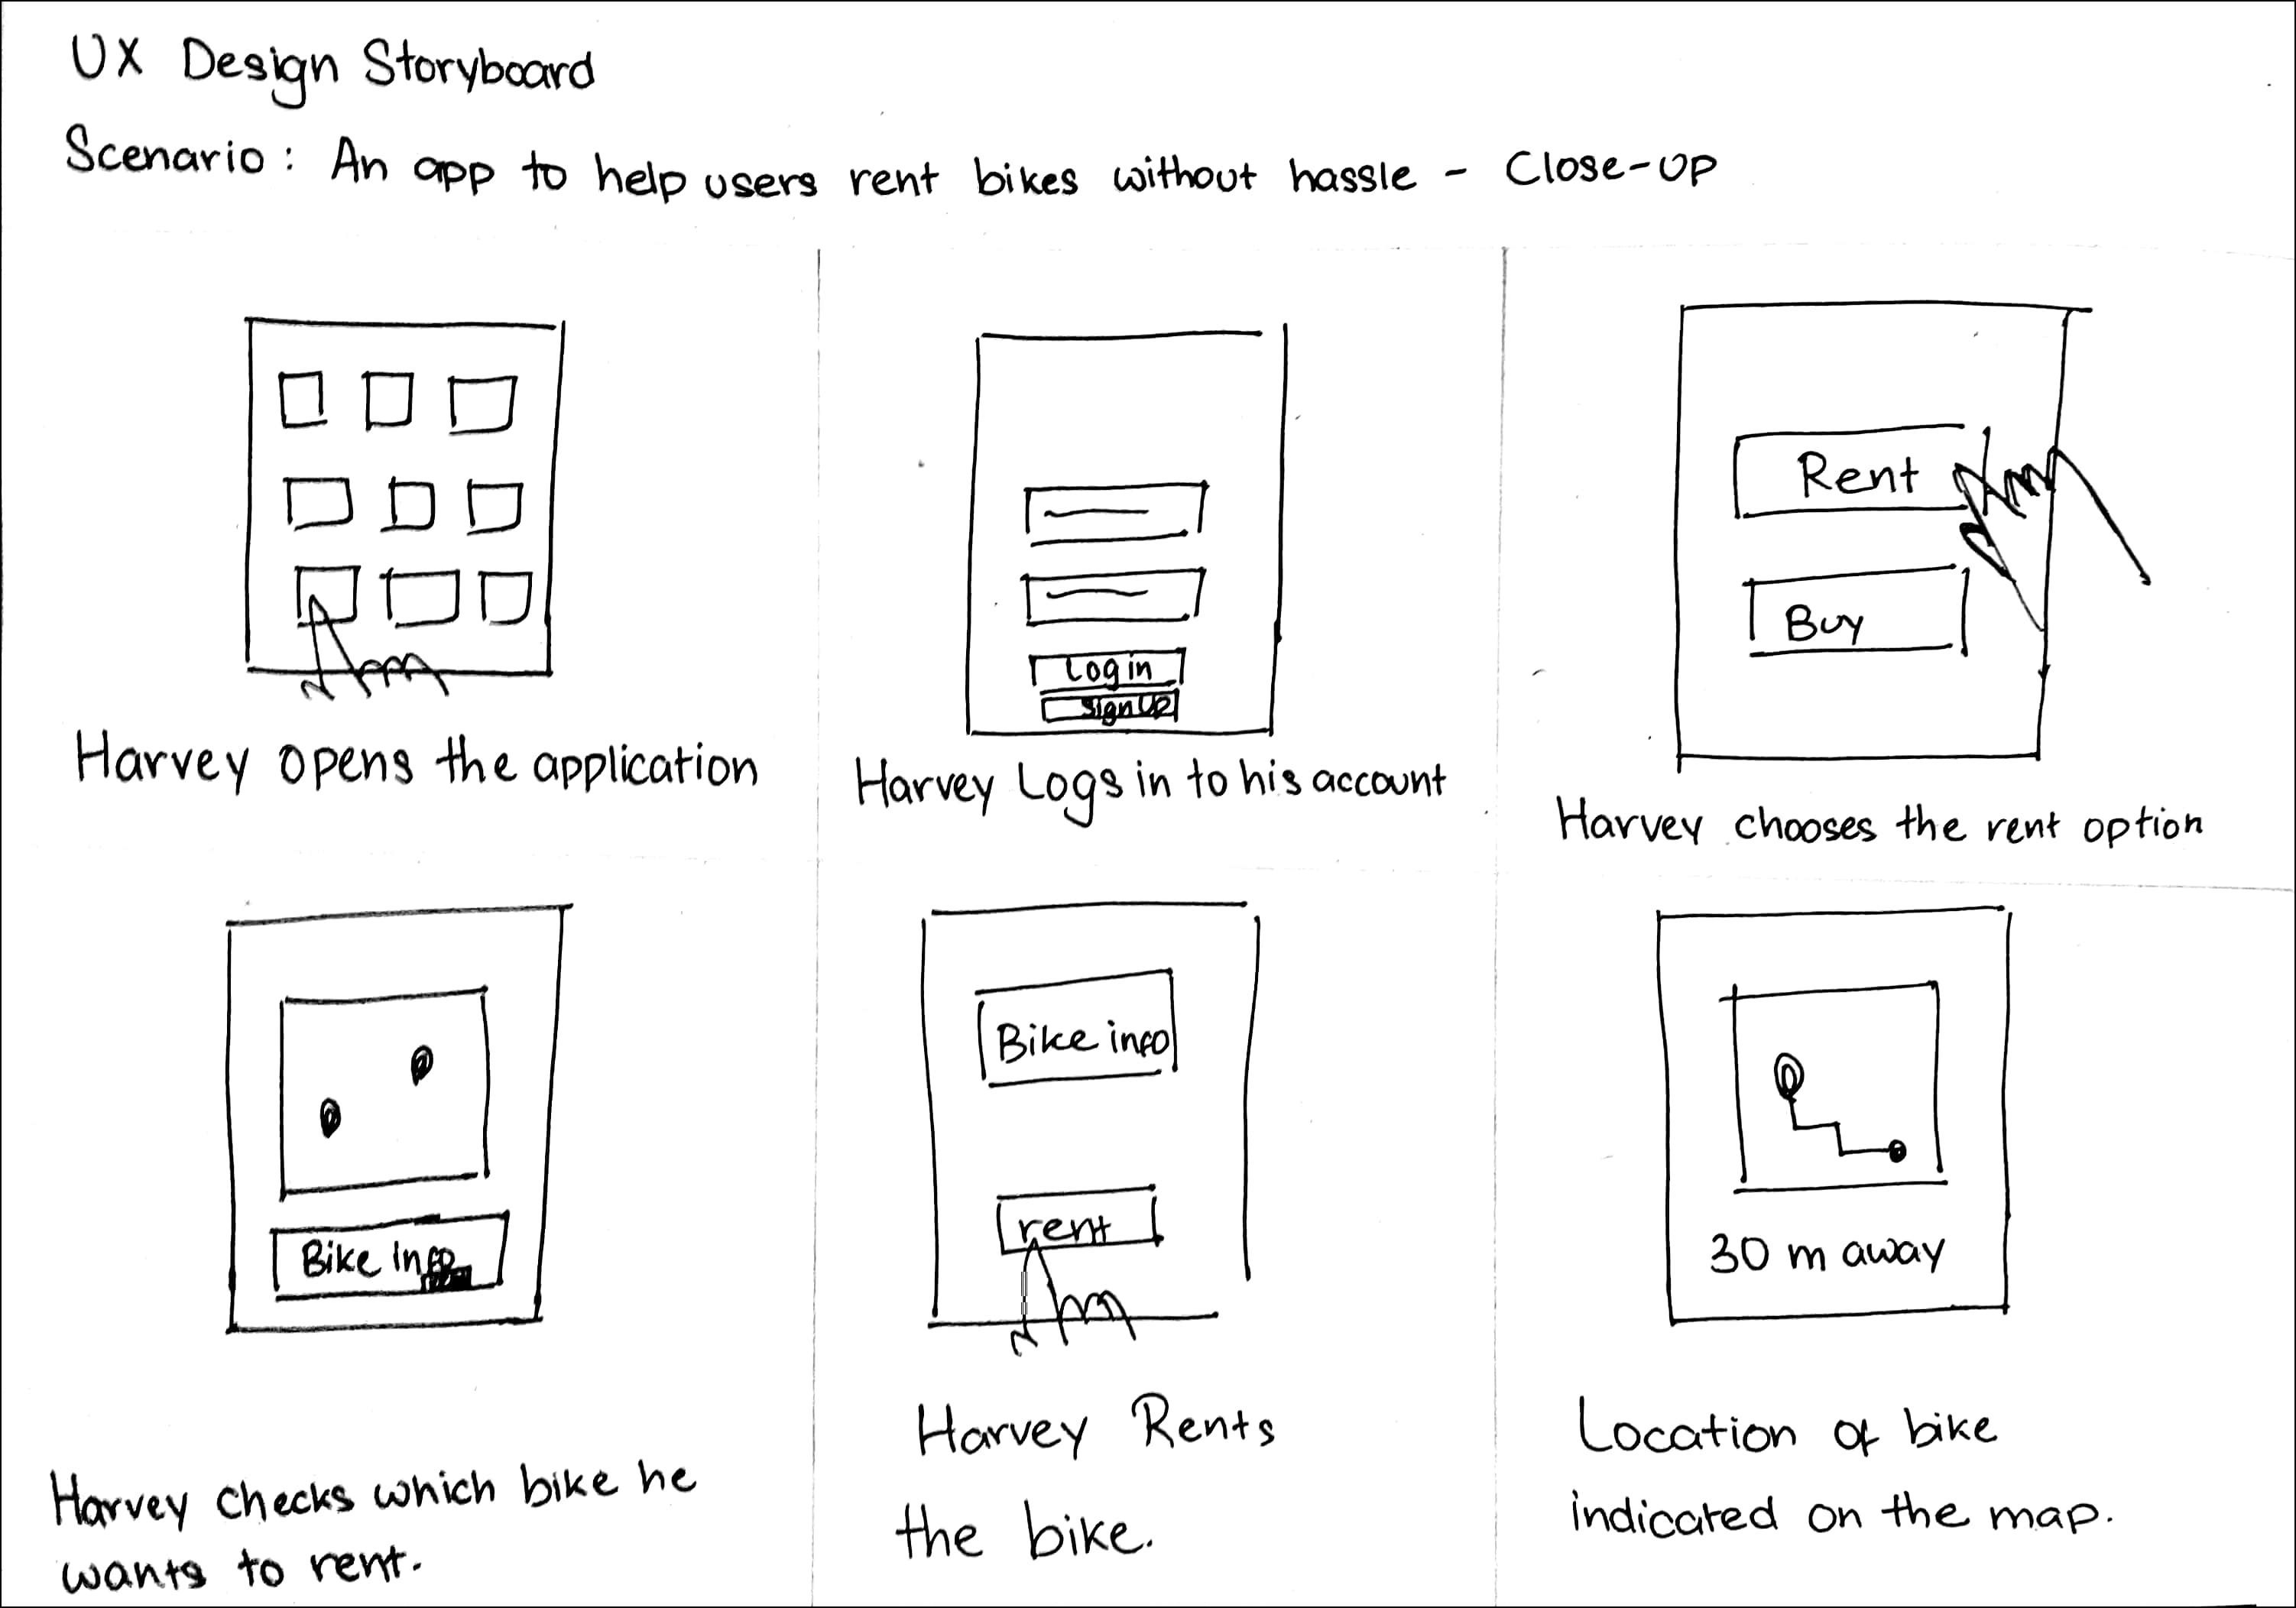 UX Design Storyboard
Scenario: An app to help users rent bikes without hassle - Close-UP
Log in
sign UP
Rent
Buy
Harvey opens the application
Harvey Logs in to his account
Harvey chooses the rent option
Bike info
Bike info
rent
30 m away
Harvey checks which bike he
wants to rent.
Harvey Rents
the bike.
Location of bike
indicated on the map.